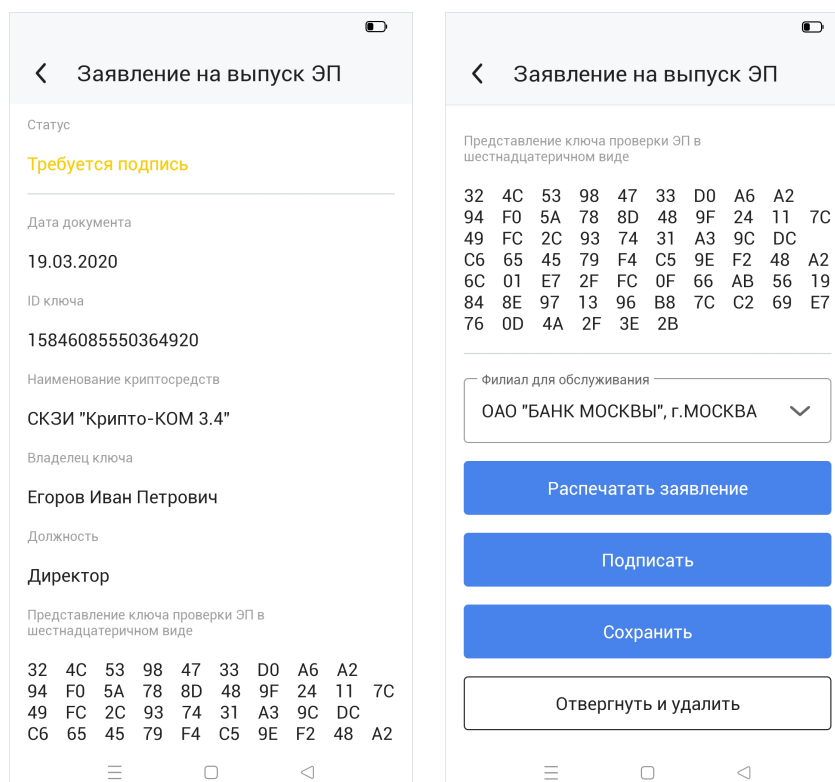 Заявление на выпуск ЭП
Статус
Требуется подпись
Дата документа
19.03.2020
ID ключа
15846085550364920
Наименование криптосредств
СКЗИ "Крипто-КОМ 3.4"
Владелец ключа
Егоров Иван Петрович
Должность
Директор
Представление ключа проверки ЭП в
шестнадцатеричном виде
32 4C 53 98 47 33 D0 A6 A2
94 F0 5A 78 8D 48 9F 24 11 7C
49 FC 2C 93 74 31 A3 9C DC
C6 65 45 79 F4 C5 9E F2 48 A2
Заявление на выпуск ЭП
Представление ключа проверки ЭП в
шестнадцатеричном виде
32 4C 53 98 47 33 D0 A6 A2
94 F0 5A 78 8D 48 9F 24 11 7C
49 FC 2C 93 74 31 A3 9C DC
C6 65 45 79 F4 C5 9E F2 48 A2
6C 01 E7 2F FC 0F 66 AB 56 19
84 8E 97 13 96 B8 7C C2 69 E7
76 0D 4A 2F 3E 2B
Филиал для обслуживания
ОАО "БАНК МОСКВЫ", г.МОСКВА
Распечатать заявление
Подписать
Сохранить
Отвергнуть и удалить